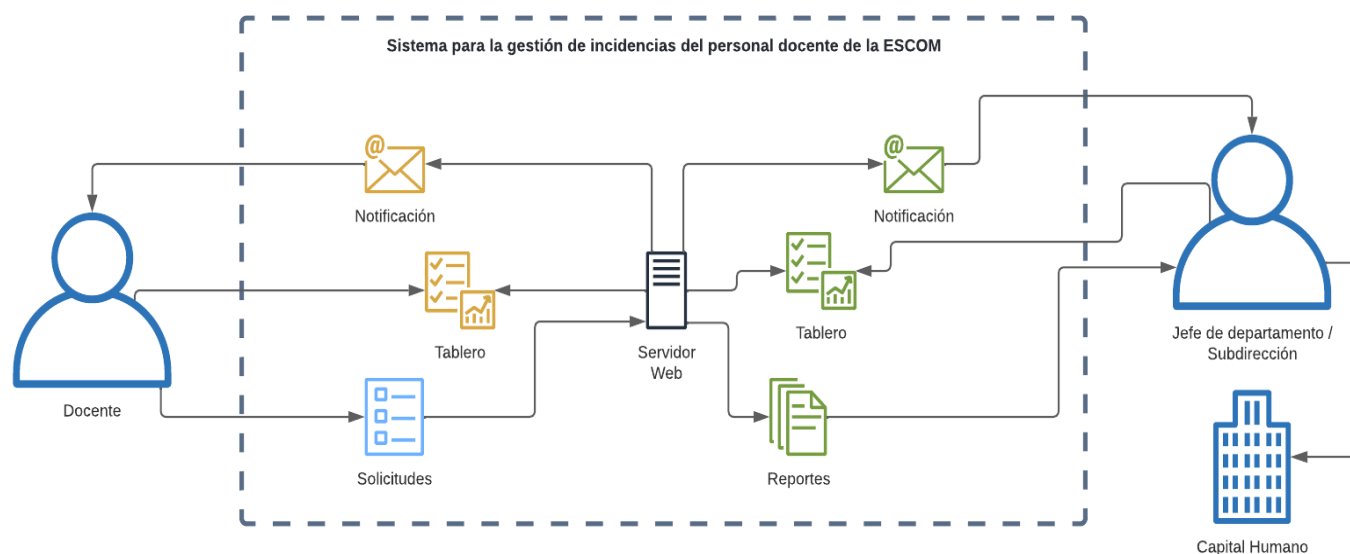 Sistema para la gestión de incidencias del personal docente de la ESCOM
@
Notificación
@
Notificación
Tablero
Servidor
Web
Tablero
Jefe de departamento /
Subdirección
Docente
Solicitudes
Reportes
Capital Humano